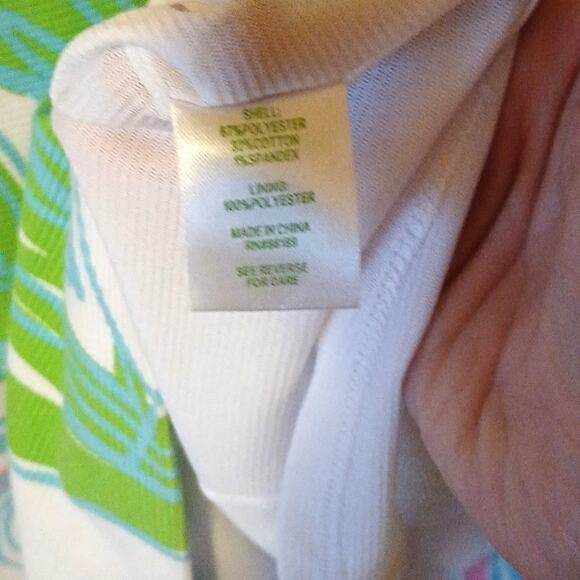 SHELL:
67%POLYESTER
32%COTTON
1%SPANDEX
LINING:
100%POLYESTER
MADE IN CHINA
SEE REVERSE
FOR CARE